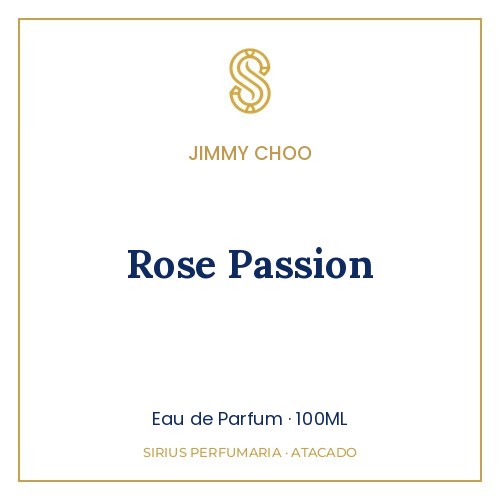 JIMMY CHOO
Rose Passion
Eau de Parfum · 100ML
SIRIUS PERFUMARIA · ATACADO